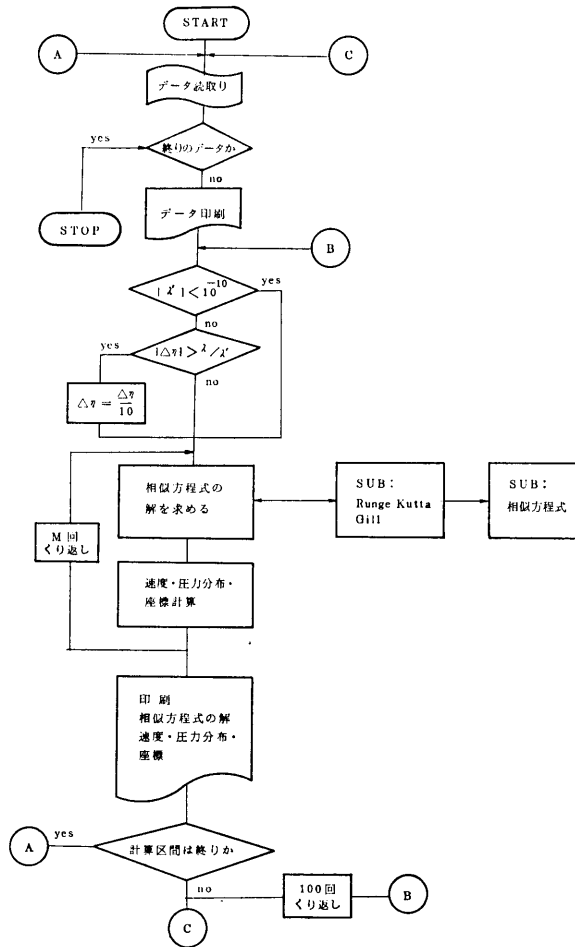 START
A
C
データ読取り
yes
終りのデータか
no
STOP
データ印刷
B
| λ′ | < 10⁻¹⁰
yes
no
yes
|△η| > λ/λ′
no
△η = △η/10
相似方程式の
解を求める
SUB：
Runge Kutta
Gill
SUB：
相似方程式
M回
くり返し
速度・圧力分布・
座標計算
印刷
相似方程式の解
速度・圧力分布・
座標
yes
A
計算区間は終りか
no
100回
くり返し
B
C